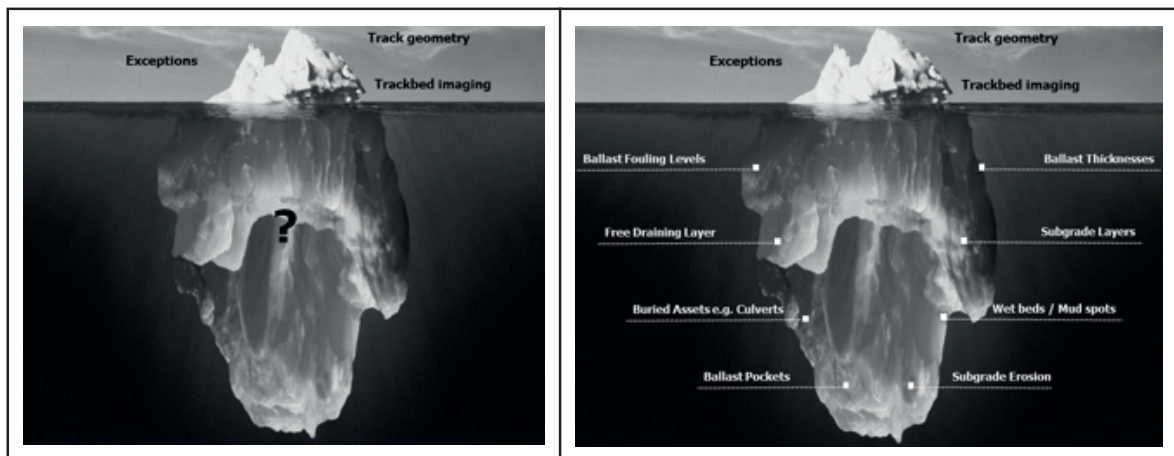 Track geometry
Exceptions
Trackbed imaging
?
Track geometry
Exceptions
Trackbed imaging
Ballast Fouling Levels
Ballast Thicknesses
Free Draining Layer
Subgrade Layers
Buried Assets e.g. Culverts
Wet beds / Mud spots
Ballast Pockets
Subgrade Erosion